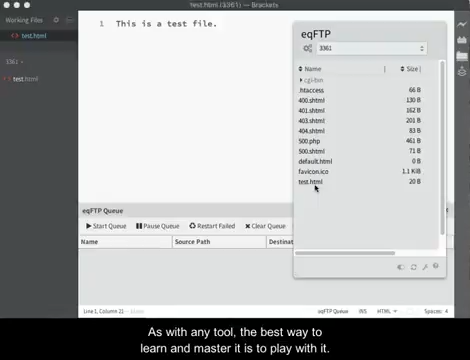 test.html (3361) — Brackets
Working Files
test.html
3361
test.html
1 This is a test file.
eqFTP
3361
Name Size
cgi-bin
.htaccess 66 B
400.shtml 130 B
401.shtml 162 B
403.shtml 201 B
404.shtml 83 B
500.php 461 B
500.shtml 71 B
default.html 0 B
favicon.ico 1.1 KiB
test.html 20 B
eqFTP Queue
Start Queue Pause Queue Restart Failed Clear Queue
Name Source Path Destinat
Line 1, Column 21
eqFTP Queue INS HTML Spaces: 4
As with any tool, the best way to
learn and master it is to play with it.